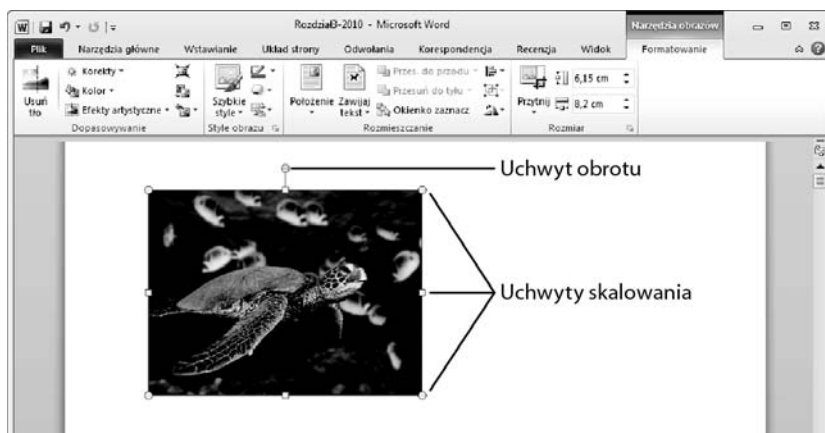 Rozdział3-2010 - Microsoft Word
Narzędzia obrazów
Plik Narzędzia główne Wstawianie Układ strony Odwołania Korespondencja Recenzja Widok Formatowanie
Usuń tło
Korekty
Kolor
Efekty artystyczne
Szybkie style
Położenie
Zawijaj tekst
Przes. do przodu
Przesuń do tyłu
Okienko zaznacz
Przytnij
6,15 cm
8,2 cm
Dopasowywanie Style obrazu Rozmieszczanie Rozmiar
Uchwyt obrotu
Uchwyty skalowania